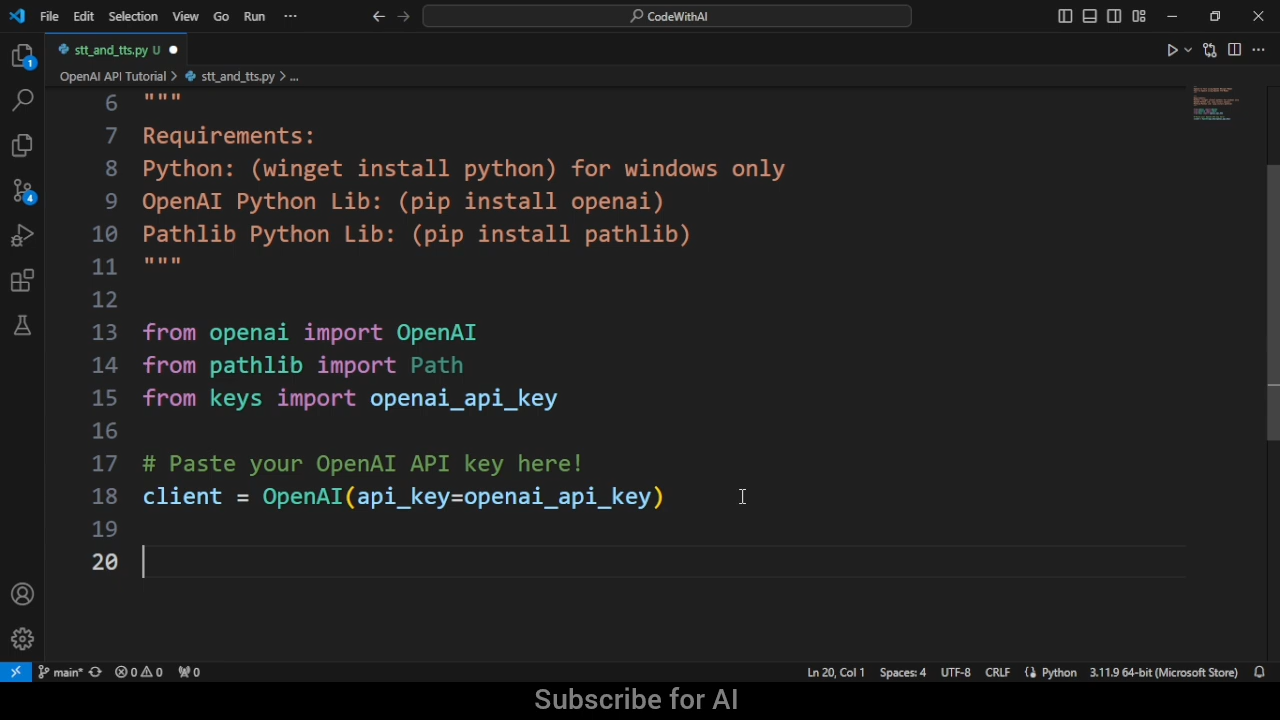 File Edit Selection View Go Run ··· CodeWithAI
stt_and_tts.py U
OpenAI API Tutorial > stt_and_tts.py > ...
6 """
7 Requirements:
8 Python: (winget install python) for windows only
9 OpenAI Python Lib: (pip install openai)
10 Pathlib Python Lib: (pip install pathlib)
11 """
12
13 from openai import OpenAI
14 from pathlib import Path
15 from keys import openai_api_key
16
17 # Paste your OpenAI API key here!
18 client = OpenAI(api_key=openai_api_key)
19
20
1
4
main* 0 0 0 Ln 20, Col 1 Spaces: 4 UTF-8 CRLF Python 3.11.9 64-bit (Microsoft Store)
Subscribe for AI